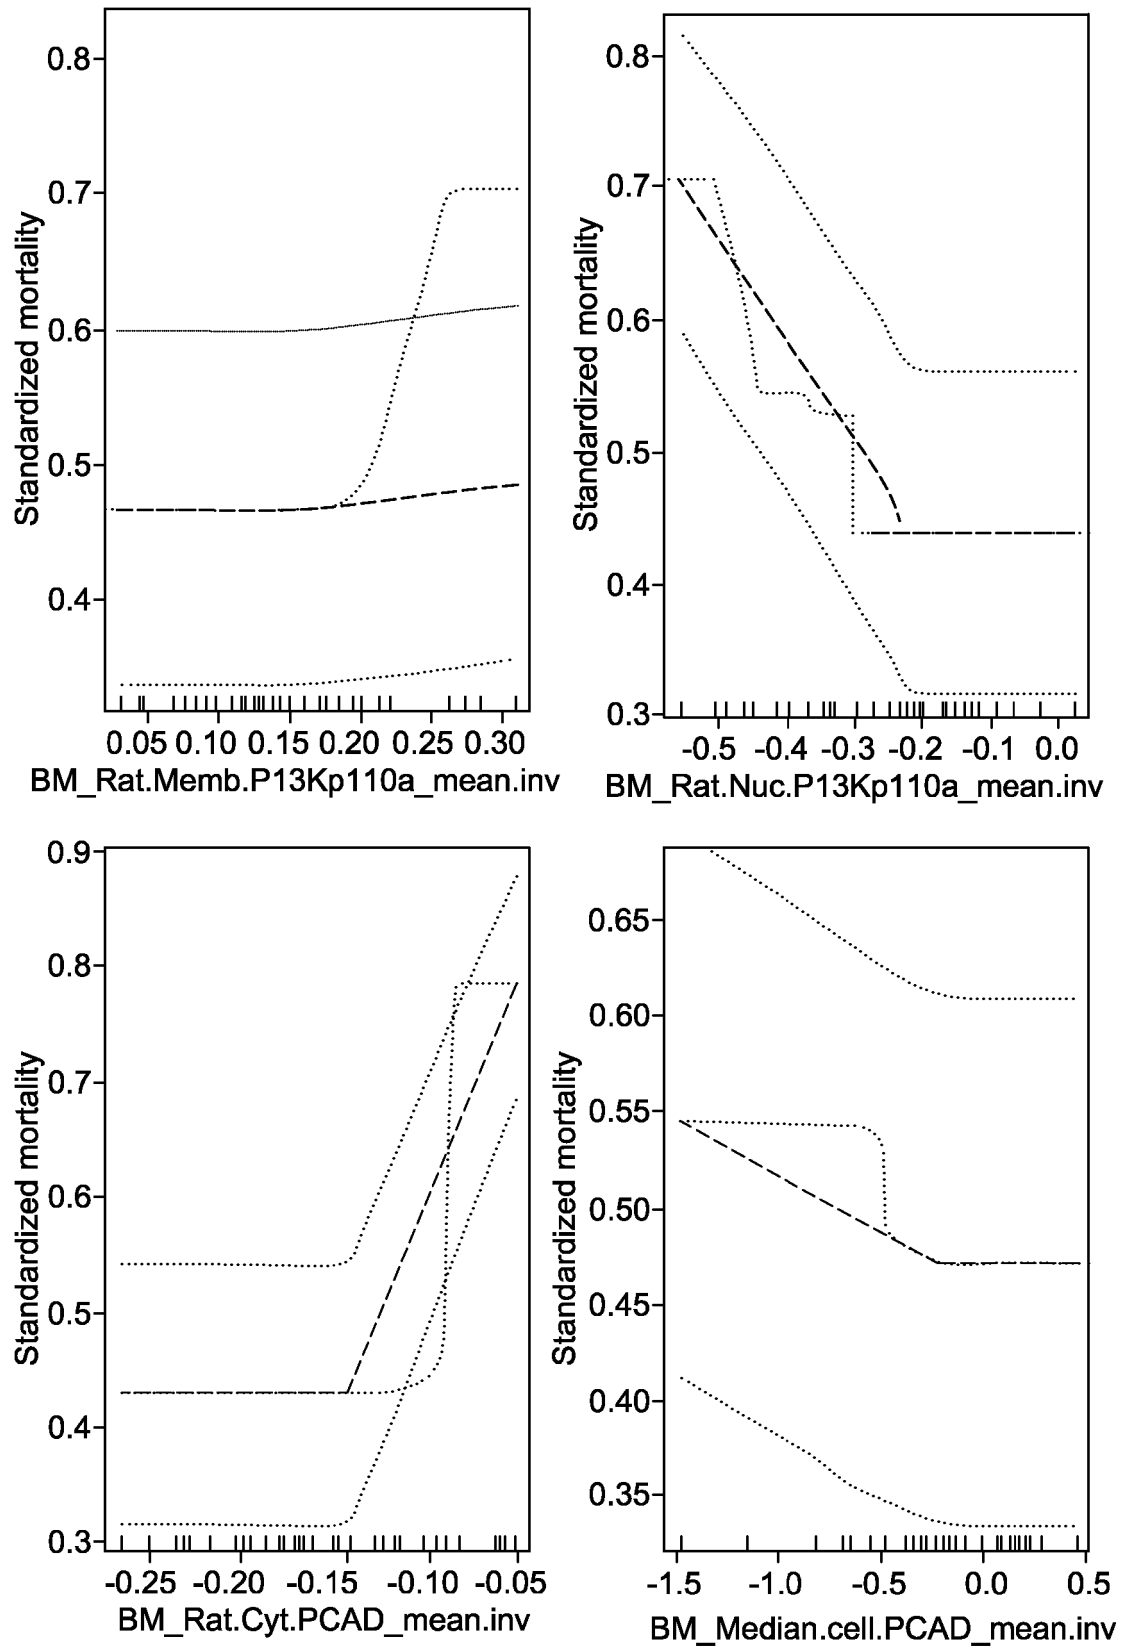 Standardized mortality
0.8
0.7
0.6
0.5
0.4
0.05 0.10 0.15 0.20 0.25 0.30
BM_Rat.Memb.P13Kp110a_mean.inv
Standardized mortality
0.8
0.7
0.6
0.5
0.4
0.3
-0.5 -0.4 -0.3 -0.2 -0.1 0.0
BM_Rat.Nuc.P13Kp110a_mean.inv
Standardized mortality
0.9
0.8
0.7
0.6
0.5
0.4
0.3
-0.25 -0.20 -0.15 -0.10 -0.05
BM_Rat.Cyt.PCAD_mean.inv
Standardized mortality
0.65
0.60
0.55
0.50
0.45
0.40
0.35
-1.5 -1.0 -0.5 0.0 0.5
BM_Median.cell.PCAD_mean.inv